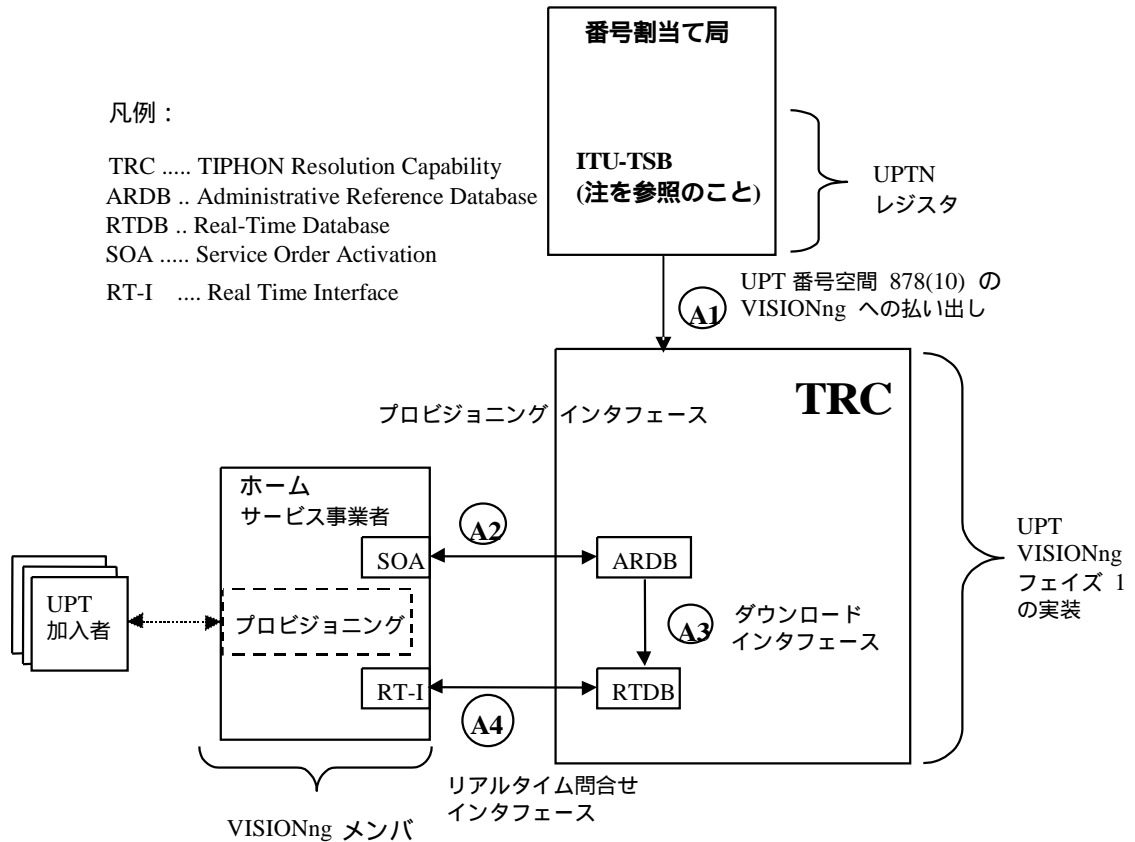 番号割当て局
凡例：
TRC ..... TIPHON Resolution Capability
ARDB .. Administrative Reference Database
RTDB .. Real-Time Database
SOA ..... Service Order Activation
RT-I .... Real Time Interface
ITU-TSB
(注を参照のこと)
UPTN
レジスタ
A1
UPT 番号空間 878(10) の
VISIONng への払い出し
TRC
プロビジョニング インタフェース
ホーム
サービス事業者
A2
SOA
ARDB
UPT
加入者
プロビジョニング
A3
ダウンロード
インタフェース
RT-I
RTDB
A4
リアルタイム問合せ
インタフェース
VISIONng メンバ
UPT
VISIONng
フェイズ 1
の実装